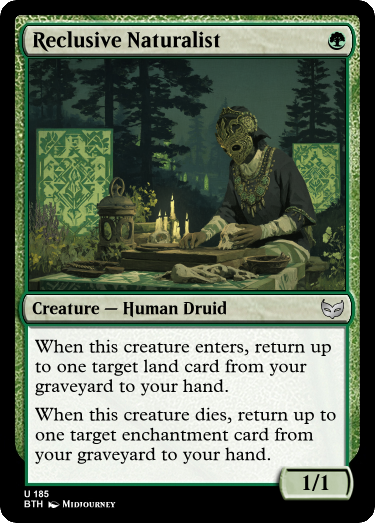 Reclusive Naturalist
Creature — Human Druid
When this creature enters, return up
to one target land card from your
graveyard to your hand.
When this creature dies, return up to
one target enchantment card from
your graveyard to your hand.
1/1
U 185
BTH Midjourney